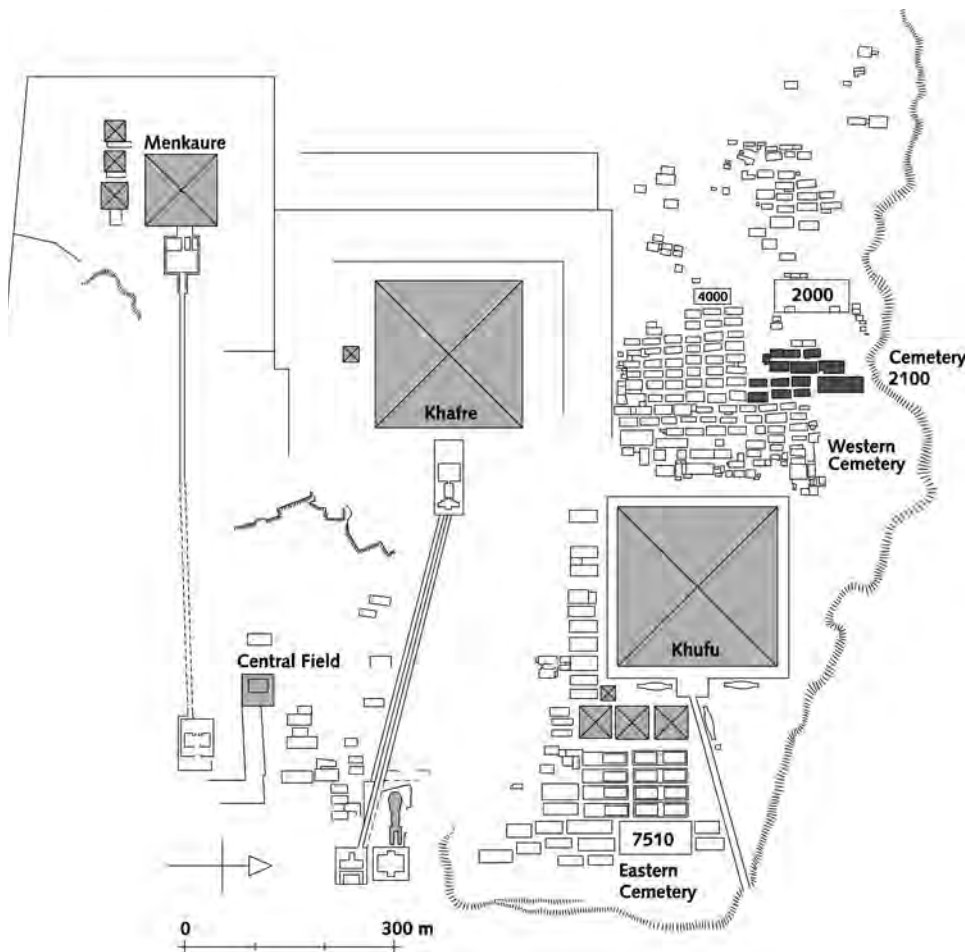 Menkaure
4000
2000
Cemetery
2100
Khafre
Western
Cemetery
Khufu
Central Field
7510
Eastern
Cemetery
0 300 m